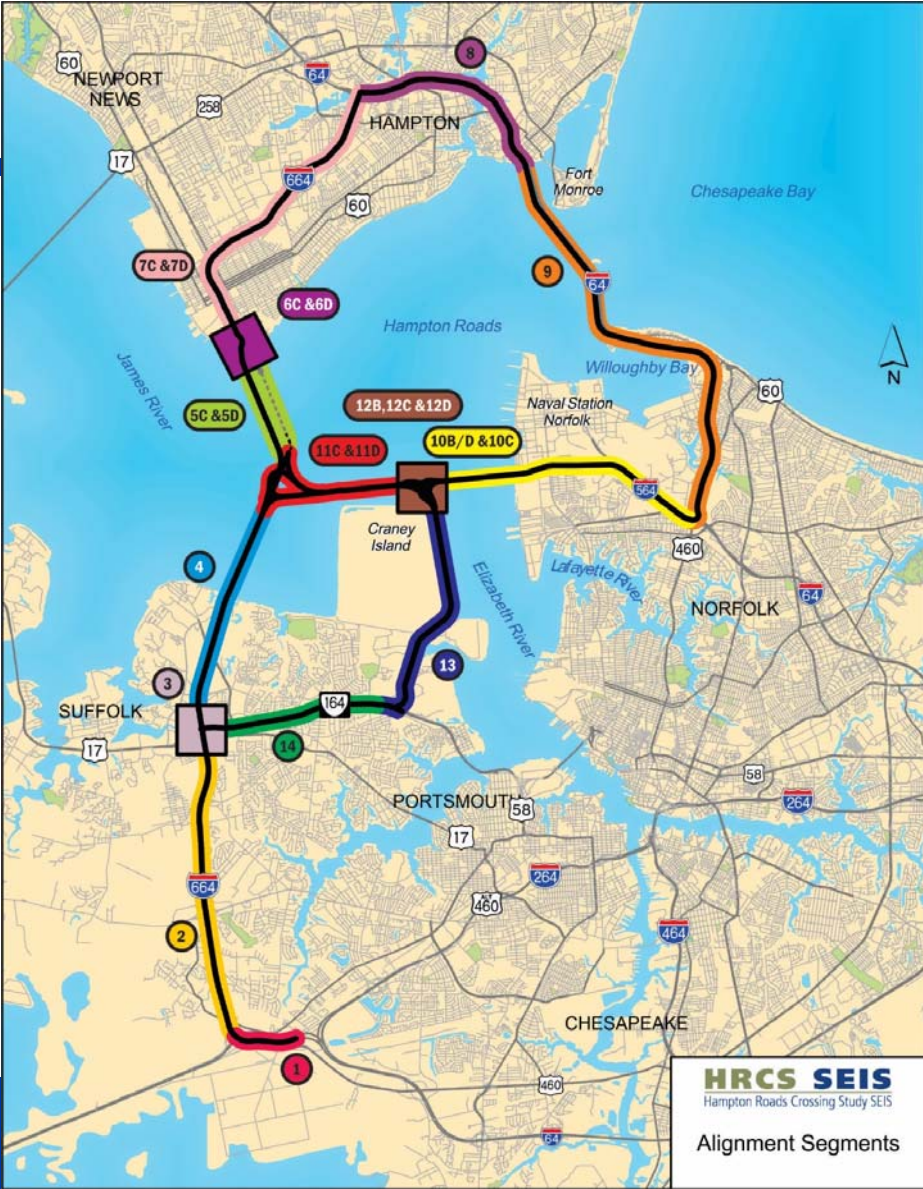 8
60
64
NEWPORT
NEWS
258
HAMPTON
17
664
Fort
Monroe
Chesapeake Bay
60
7C &7D
9
64
6C &6D
Hampton Roads
N
James River
Willoughby Bay
60
12B,12C &12D
Naval Station
Norfolk
5C &5D
10B/D &10C
11C &11D
564
Craney
Island
460
4
Elizabeth River
Lafayette River
64
NORFOLK
13
3
SUFFOLK
164
17
14
58
264
PORTSMOUTH
58
17
264
664
ALT
460
2
464
CHESAPEAKE
1
460
64
HRCS SEIS
Hampton Roads Crossing Study SEIS
Alignment Segments